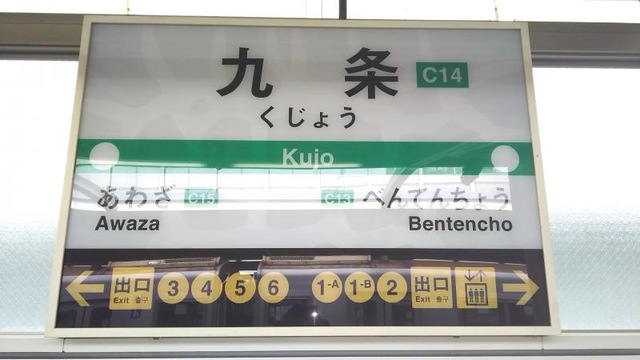 九条 C14
くじょう
Kujo
あわざ C15 C13 べんてんちょう
Awaza Bentencho
← 出口 Exit 출구 3 4 5 6 1-A 1-B 2 出口 Exit 출구 →